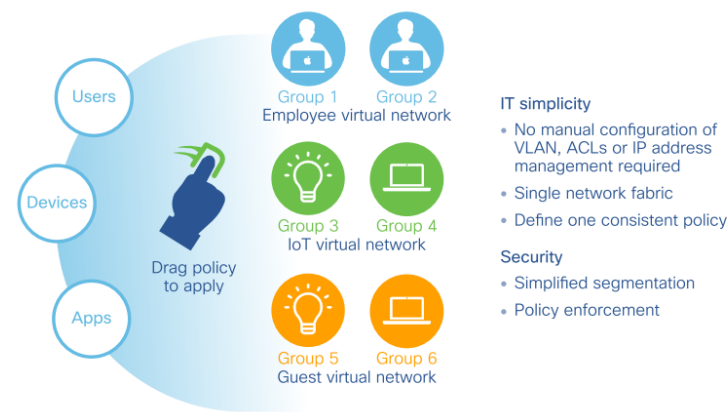 Users
Devices
Apps
Drag policy
to apply
Group 1
Group 2
Employee virtual network
Group 3
Group 4
IoT virtual network
Group 5
Group 6
Guest virtual network
IT simplicity
• No manual configuration of
VLAN, ACLs or IP address
management required
• Single network fabric
• Define one consistent policy
Security
• Simplified segmentation
• Policy enforcement